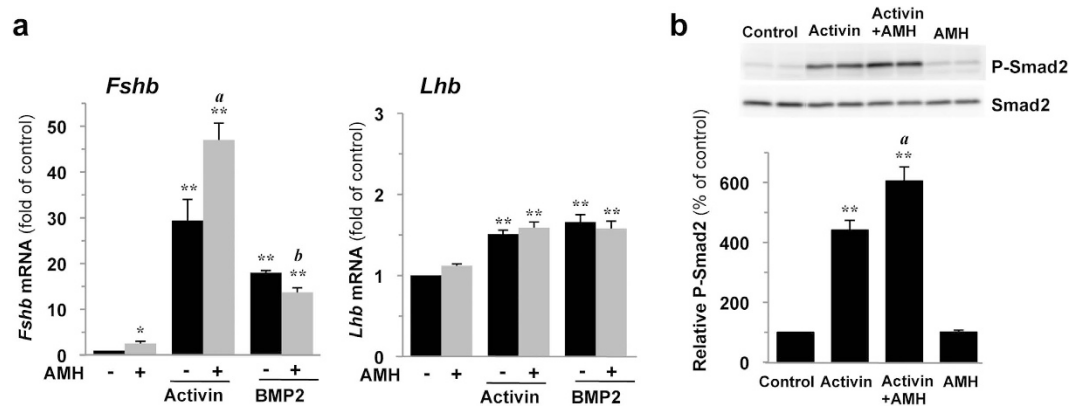 a
Fshb
Fshb mRNA (fold of control)
50
40
30
20
10
0
*
**
a
**
**
b
**
AMH - + - + - +
Activin BMP2
Lhb
Lhb mRNA (fold of control)
3
2
1
0
** ** ** **
- + - + - +
Activin BMP2
b
Control Activin Activin +AMH AMH
P-Smad2
Smad2
Relative P-Smad2 (% of control)
600
400
200
0
**
a
**
Control Activin Activin +AMH AMH